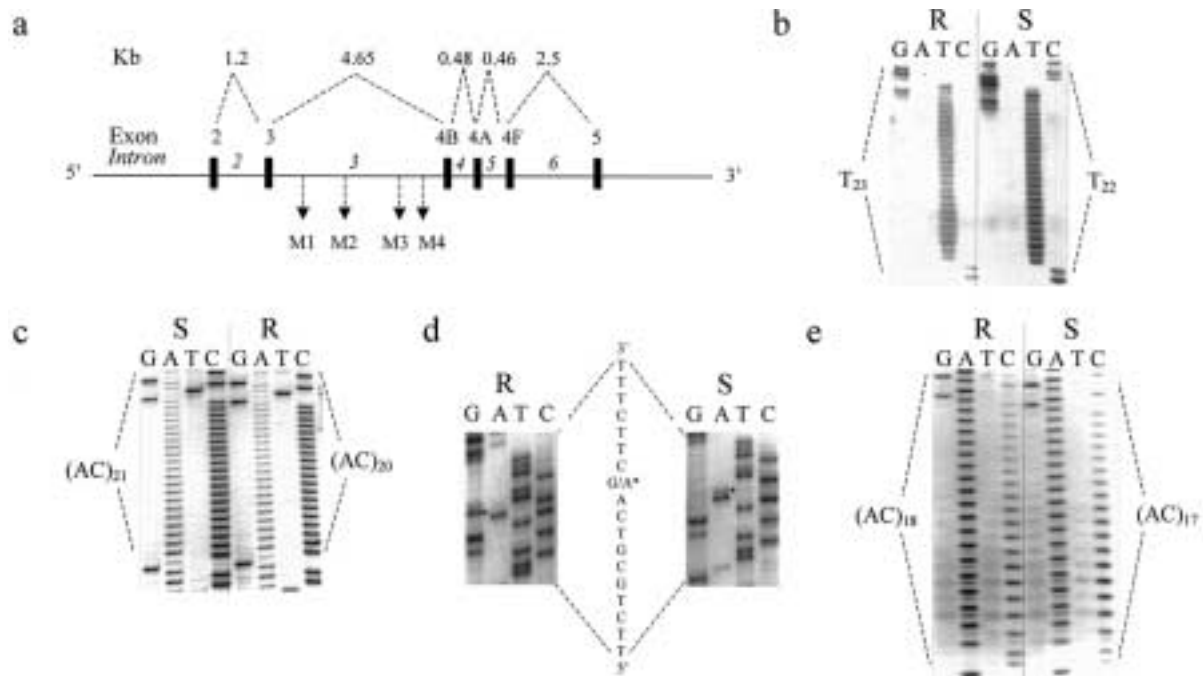 a
Kb 1.2 4.65 0.48 0.46 2.5
Exon 2 3 4B 4A 4F 5
Intron 2 3 4 5 6
5' 3'
M1 M2 M3 M4
b
R S
G A T C G A T C
T23 T22
c
S R
G A T C G A T C
(AC)21 (AC)20
d
R S
G A T C G A T C
3'
T
T
T
C
T
T
C
G/A*
A
C
T
G
C
G
T
C
T
T
5'
e
R S
G A T C G A T C
(AC)18 (AC)17